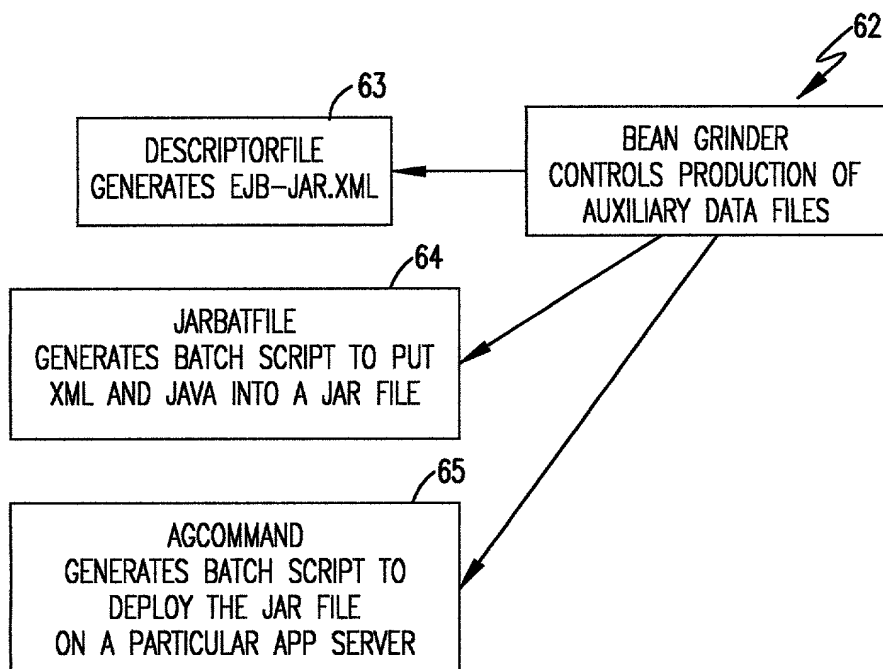 62
63
DESCRIPTORFILE
GENERATES EJB-JAR.XML
BEAN GRINDER
CONTROLS PRODUCTION OF
AUXILIARY DATA FILES
64
JARBATFILE
GENERATES BATCH SCRIPT TO PUT
XML AND JAVA INTO A JAR FILE
65
AGCOMMAND
GENERATES BATCH SCRIPT TO
DEPLOY THE JAR FILE
ON A PARTICULAR APP SERVER